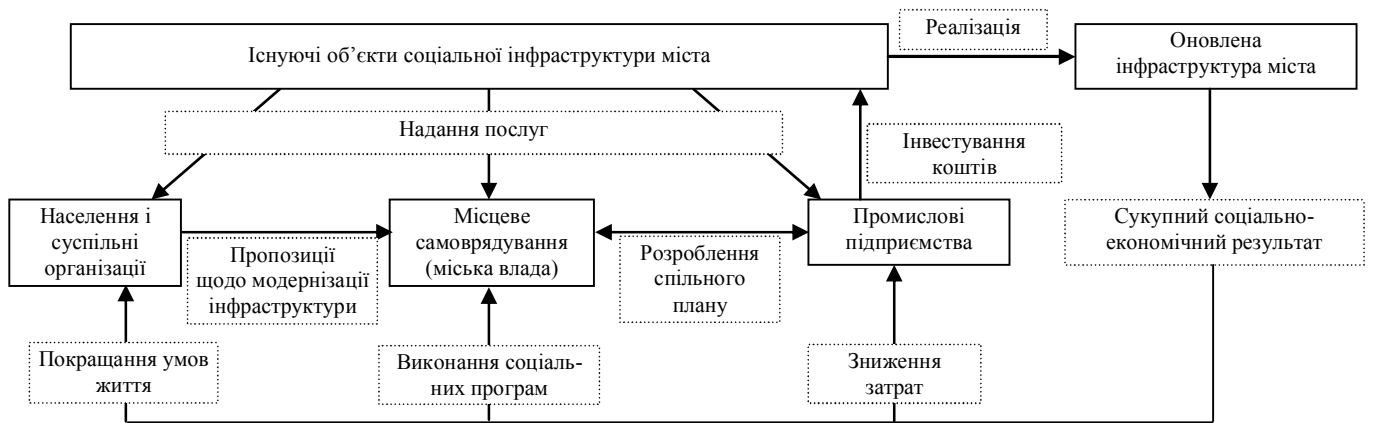 Реалізація
Існуючі об’єкти соціальної інфраструктури міста
Оновлена
інфраструктура міста
Надання послуг
Інвестування
коштів
Населення і
суспільні
організації
Місцеве
самоврядування
(міська влада)
Промислові
підприємства
Сукупний соціально-
економічний результат
Пропозиції
щодо модернізації
інфраструктури
Розроблення
спільного
плану
Покращання умов
життя
Виконання соціаль-
них програм
Зниження
затрат